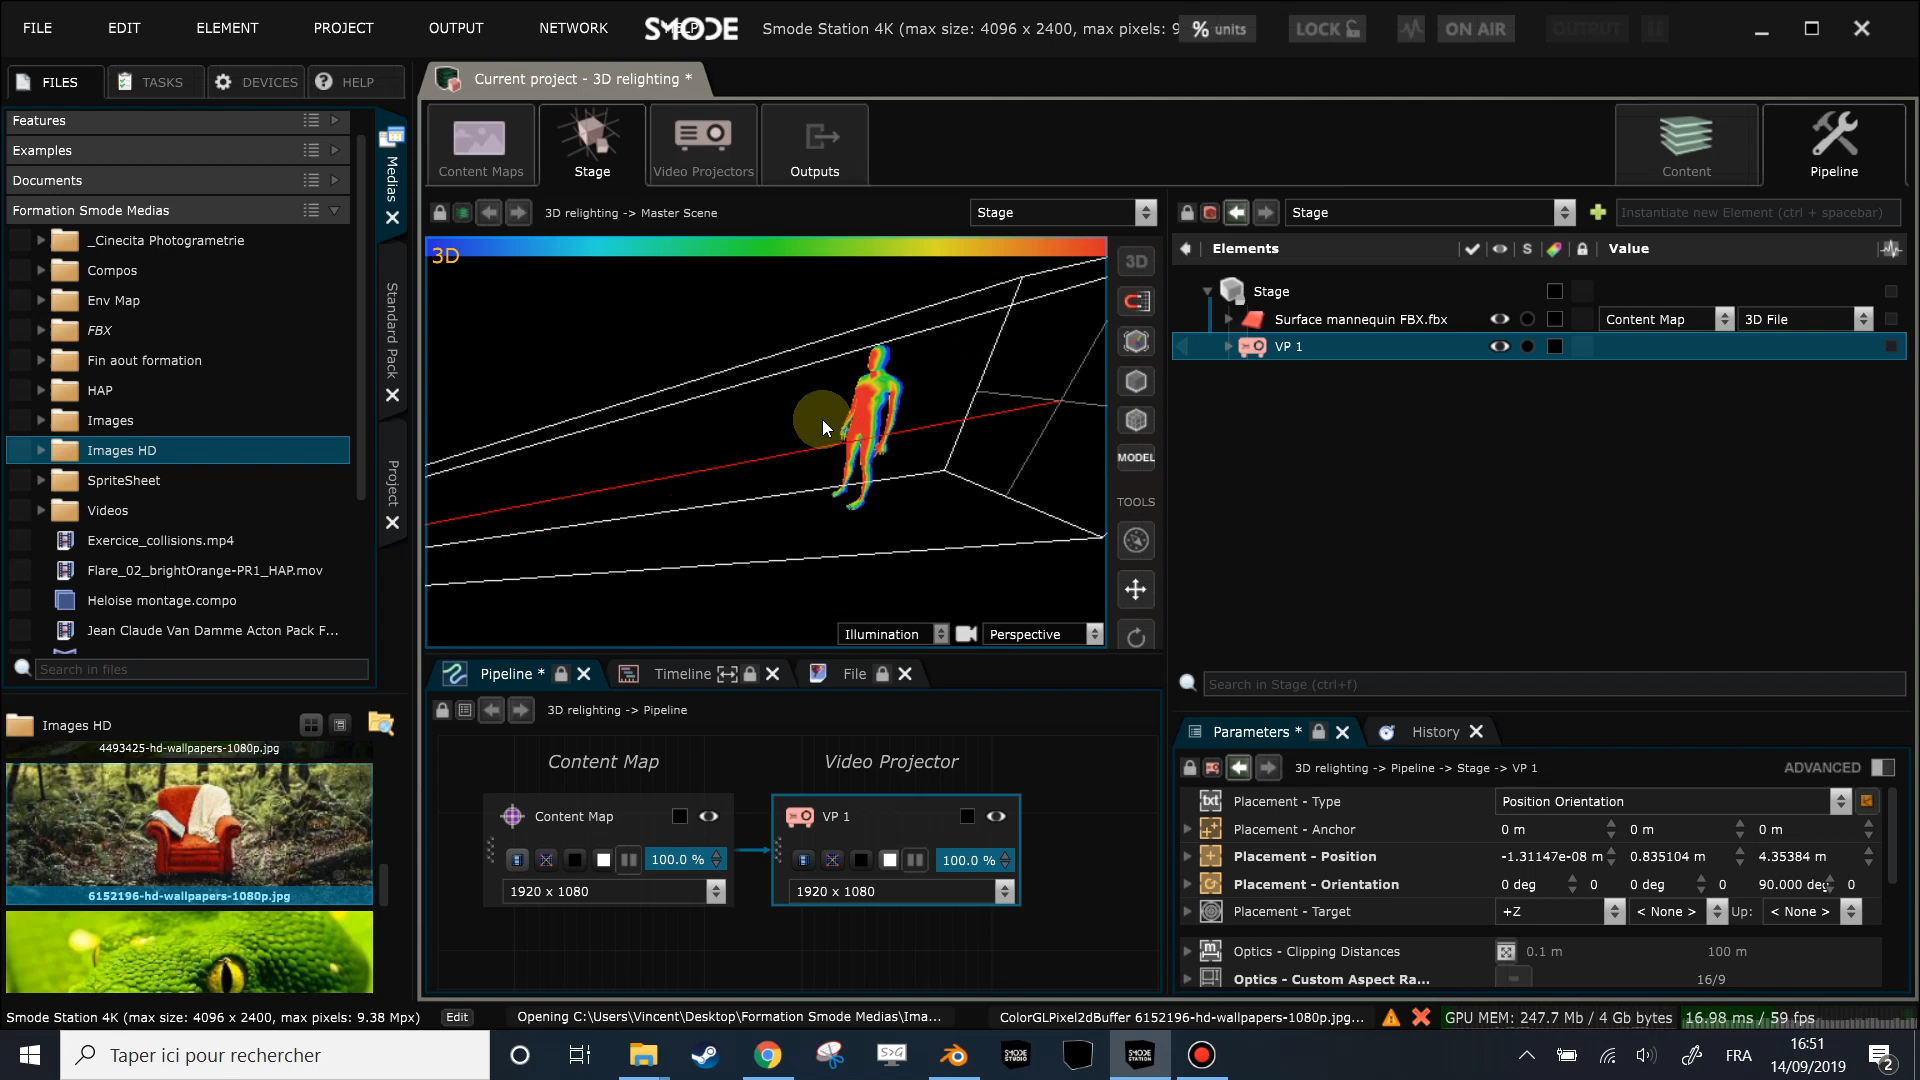 FILE EDIT ELEMENT PROJECT OUTPUT NETWORK SMODE Smode Station 4K (max size: 4096 x 2400, max pixels: 9 % units LOCK ON AIR OUTPUT
FILES TASKS DEVICES HELP
Current project - 3D relighting *
Content Maps Stage Video Projectors Outputs Content Pipeline
Features
Examples
Documents
Formation Smode Medias
_Cinecita Photogrametrie
Compos
Env Map
FBX
Fin aout formation
HAP
Images
Images HD
SpriteSheet
Videos
Exercice_collisions.mp4
Flare_02_brightOrange-PR1_HAP.mov
Heloise montage.compo
Jean Claude Van Damme Acton Pack F...
Search in files
Medias
Standard Pack
Project
Images HD
4493425-hd-wallpapers-1080p.jpg
6152196-hd-wallpapers-1080p.jpg
3D relighting -> Master Scene Stage
3D
3D
MODEL
TOOLS
Illumination Perspective
Pipeline * Timeline File
3D relighting -> Pipeline
Content Map Video Projector
Content Map
100.0 %
1920 x 1080
VP 1
100.0 %
1920 x 1080
Stage Instantiate new Element (ctrl + spacebar)
Elements S Value
Stage
Surface mannequin FBX.fbx Content Map 3D File
VP 1
Search in Stage (ctrl+f)
Parameters * History
3D relighting -> Pipeline -> Stage -> VP 1 ADVANCED
txt Placement - Type Position Orientation
Placement - Anchor 0 m 0 m 0 m
Placement - Position -1.31147e-08 m 0.835104 m 4.35384 m
Placement - Orientation 0 deg 0 0 deg 0 90.000 deg 0
Placement - Target +Z < None > Up: < None >
m Optics - Clipping Distances 0.1 m 100 m
Optics - Custom Aspect Ra... 16/9
Smode Station 4K (max size: 4096 x 2400, max pixels: 9.38 Mpx) Edit Opening C:\Users\Vincent\Desktop\Formation Smode Medias\Ima... ColorGLPixel2dBuffer 6152196-hd-wallpapers-1080p.jpg... GPU MEM: 247.7 Mb / 4 Gb bytes 16.98 ms / 59 fps
Taper ici pour rechercher
S>G
SMODE STUDIO
SMODE STATION
FRA
16:51
14/09/2019
2